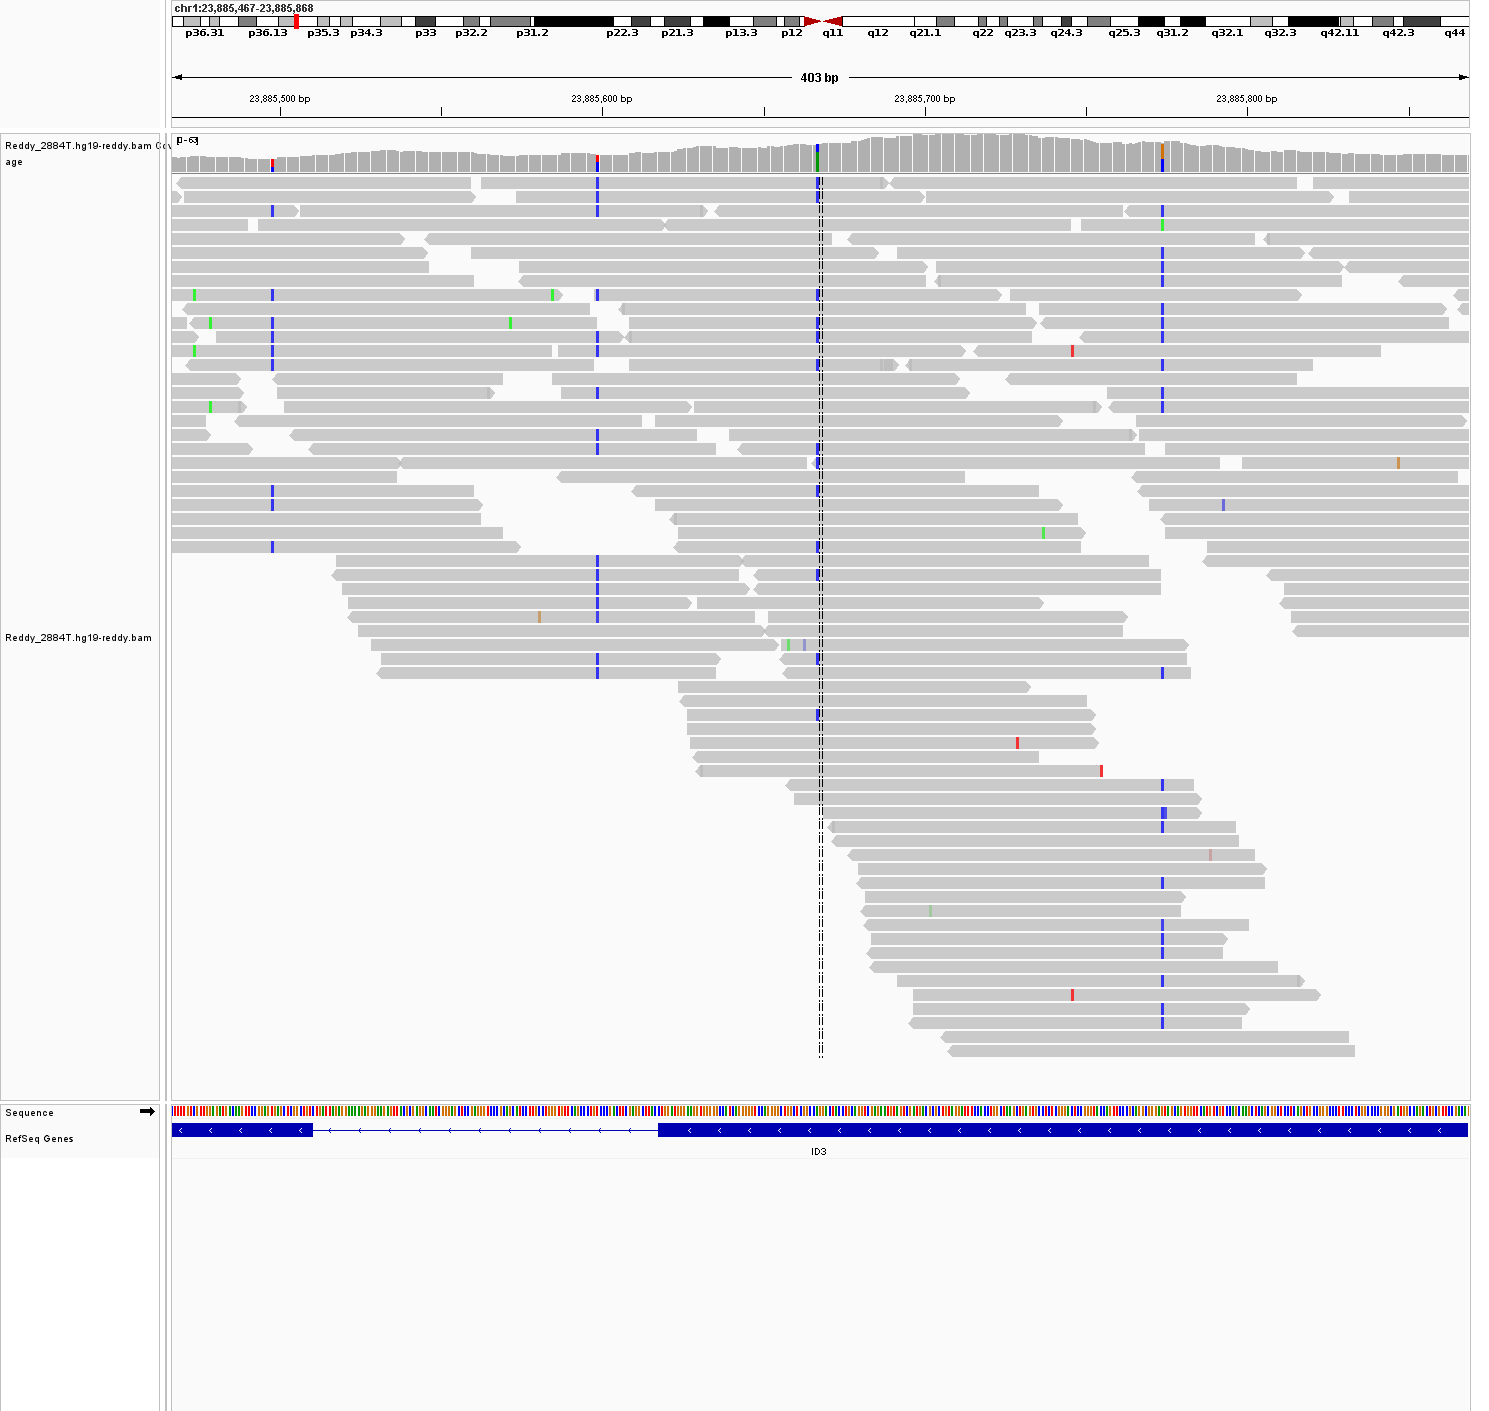 chr1:23,885,467-23,885,868
p36.31 p36.13 p35.3 p34.3 p33 p32.2 p31.2 p22.3 p21.3 p13.3 p12 q11 q12 q21.1 q22 q23.3 q24.3 q25.3 q31.2 q32.1 q32.3 q42.11 q42.3 q44
403 bp
23,885,500 bp 23,885,600 bp 23,885,700 bp 23,885,800 bp
Reddy_2884T.hg19-reddy.bam Cov
age
[0-63]
Reddy_2884T.hg19-reddy.bam
Sequence
RefSeq Genes
ID3